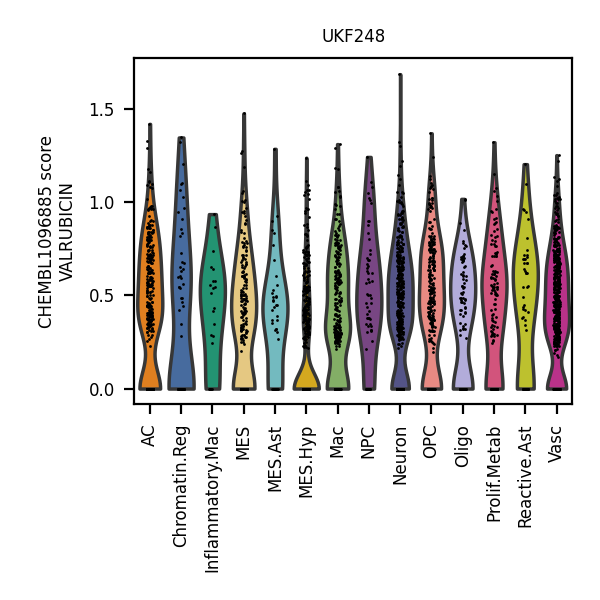 UKF248
CHEMBL1096885 score
VALRUBICIN
1.5
1.0
0.5
0.0
AC
Chromatin.Reg
Inflammatory.Mac
MES
MES.Ast
MES.Hyp
Mac
NPC
Neuron
OPC
Oligo
Prolif.Metab
Reactive.Ast
Vasc